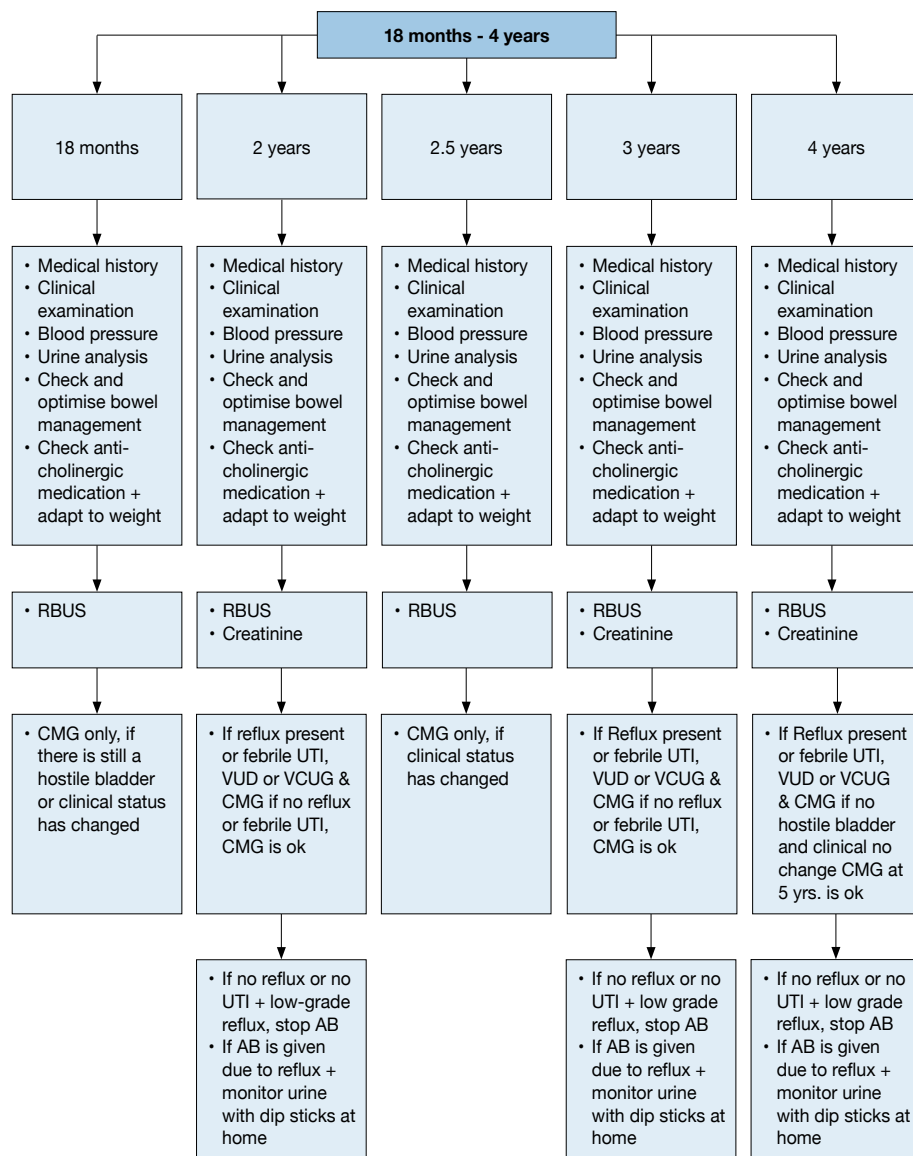 18 months - 4 years
18 months
2 years
2.5 years
3 years
4 years
• Medical history
• Clinical
examination
• Blood pressure
• Urine analysis
• Check and
optimise bowel
management
• Check anti-
cholinergic
medication +
adapt to weight
• Medical history
• Clinical
examination
• Blood pressure
• Urine analysis
• Check and
optimise bowel
management
• Check anti-
cholinergic
medication +
adapt to weight
• Medical history
• Clinical
examination
• Blood pressure
• Urine analysis
• Check and
optimise bowel
management
• Check anti-
cholinergic
medication +
adapt to weight
• Medical history
• Clinical
examination
• Blood pressure
• Urine analysis
• Check and
optimise bowel
management
• Check anti-
cholinergic
medication +
adapt to weight
• Medical history
• Clinical
examination
• Blood pressure
• Urine analysis
• Check and
optimise bowel
management
• Check anti-
cholinergic
medication +
adapt to weight
• RBUS
• RBUS
• Creatinine
• RBUS
• RBUS
• Creatinine
• RBUS
• Creatinine
• CMG only, if
there is still a
hostile bladder
or clinical status
has changed
• If reflux present
or febrile UTI,
VUD or VCUG &
CMG if no reflux
or febrile UTI,
CMG is ok
• CMG only, if
clinical status
has changed
• If Reflux present
or febrile UTI,
VUD or VCUG &
CMG if no reflux
or febrile UTI,
CMG is ok
• If Reflux present
or febrile UTI,
VUD or VCUG
& CMG if no
hostile bladder
and clinical no
change CMG at
5 yrs. is ok
• If no reflux or no
UTI + low-grade
reflux, stop AB
• If AB is given
due to reflux +
monitor urine
with dip sticks at
home
• If no reflux or no
UTI + low grade
reflux, stop AB
• If AB is given
due to reflux +
monitor urine
with dip sticks at
home
• If no reflux or no
UTI + low grade
reflux, stop AB
• If AB is given
due to reflux +
monitor urine
with dip sticks at
home